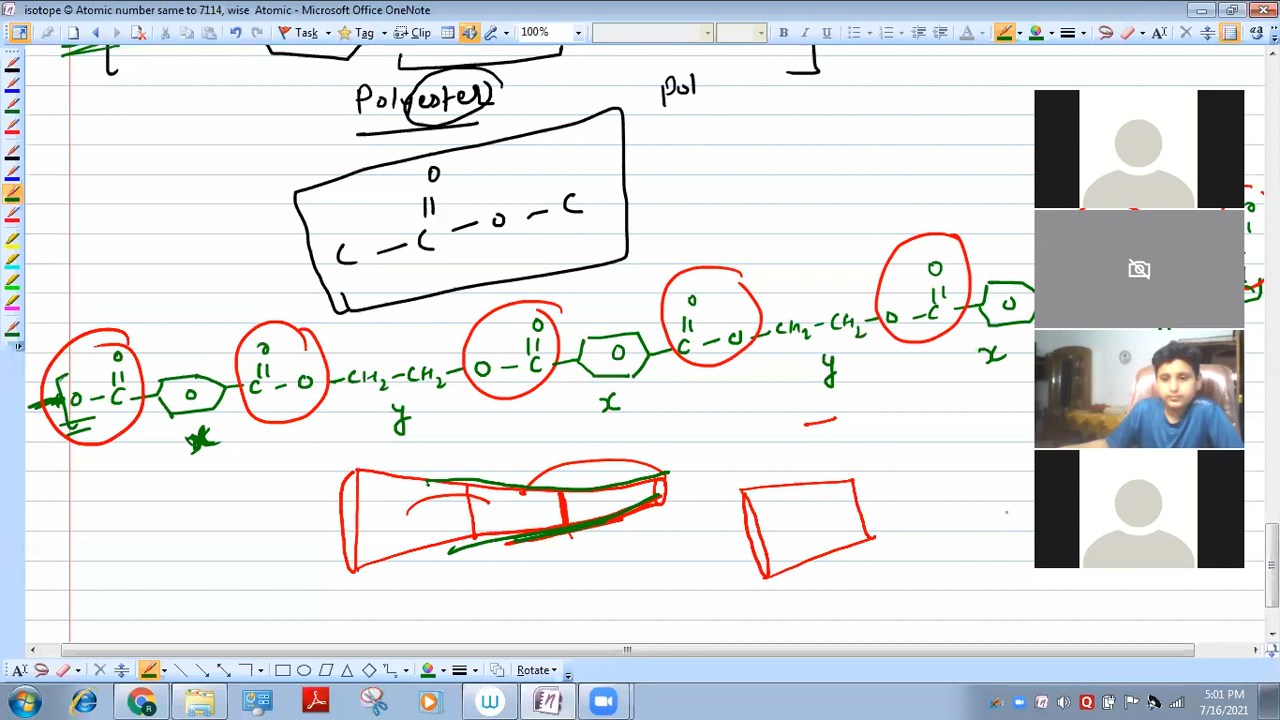 isotope © Atomic number same to 7114, wise Atomic - Microsoft Office OneNote
Task Tag Clip 100% B I U
Polyester pol
O
||
C — C — O — C
O O O O O
|| || || || ||
O — C — O — C — O — CH2 — CH2 — O — C — O — C — O — CH2 — CH2 — O — C — O
x y x y x
Rotate
5:01 PM
7/16/2021